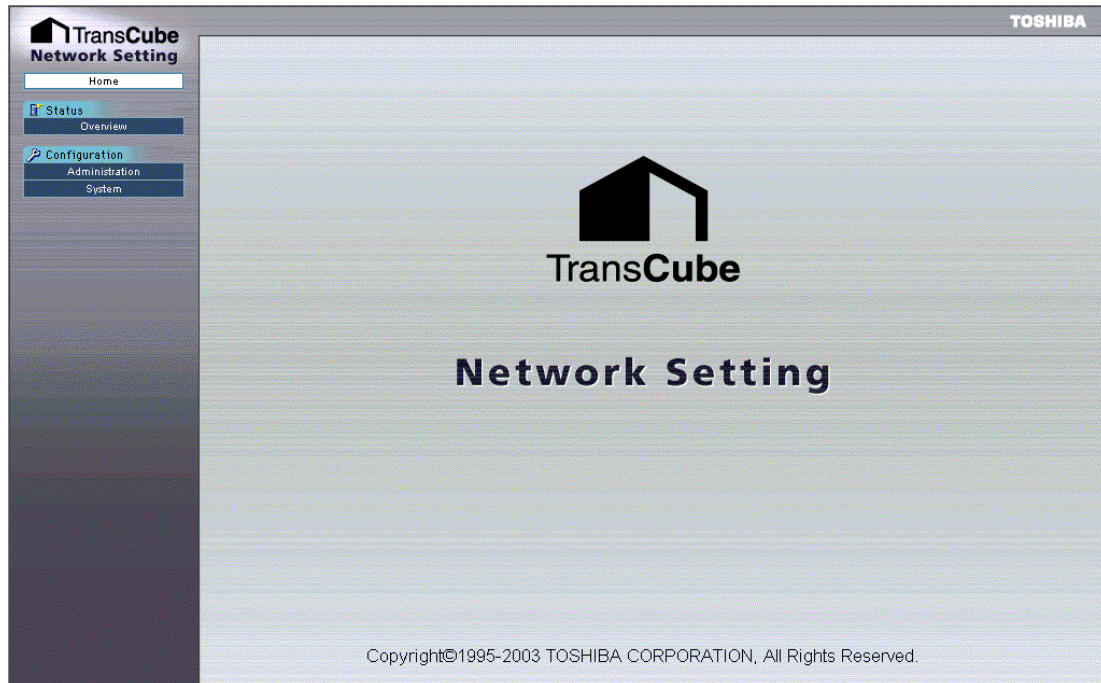 TOSHIBA
TransCube
Network Setting
Home
Status
Overview
Configuration
Administration
System
TransCube
Network Setting
Copyright©1995-2003 TOSHIBA CORPORATION, All Rights Reserved.